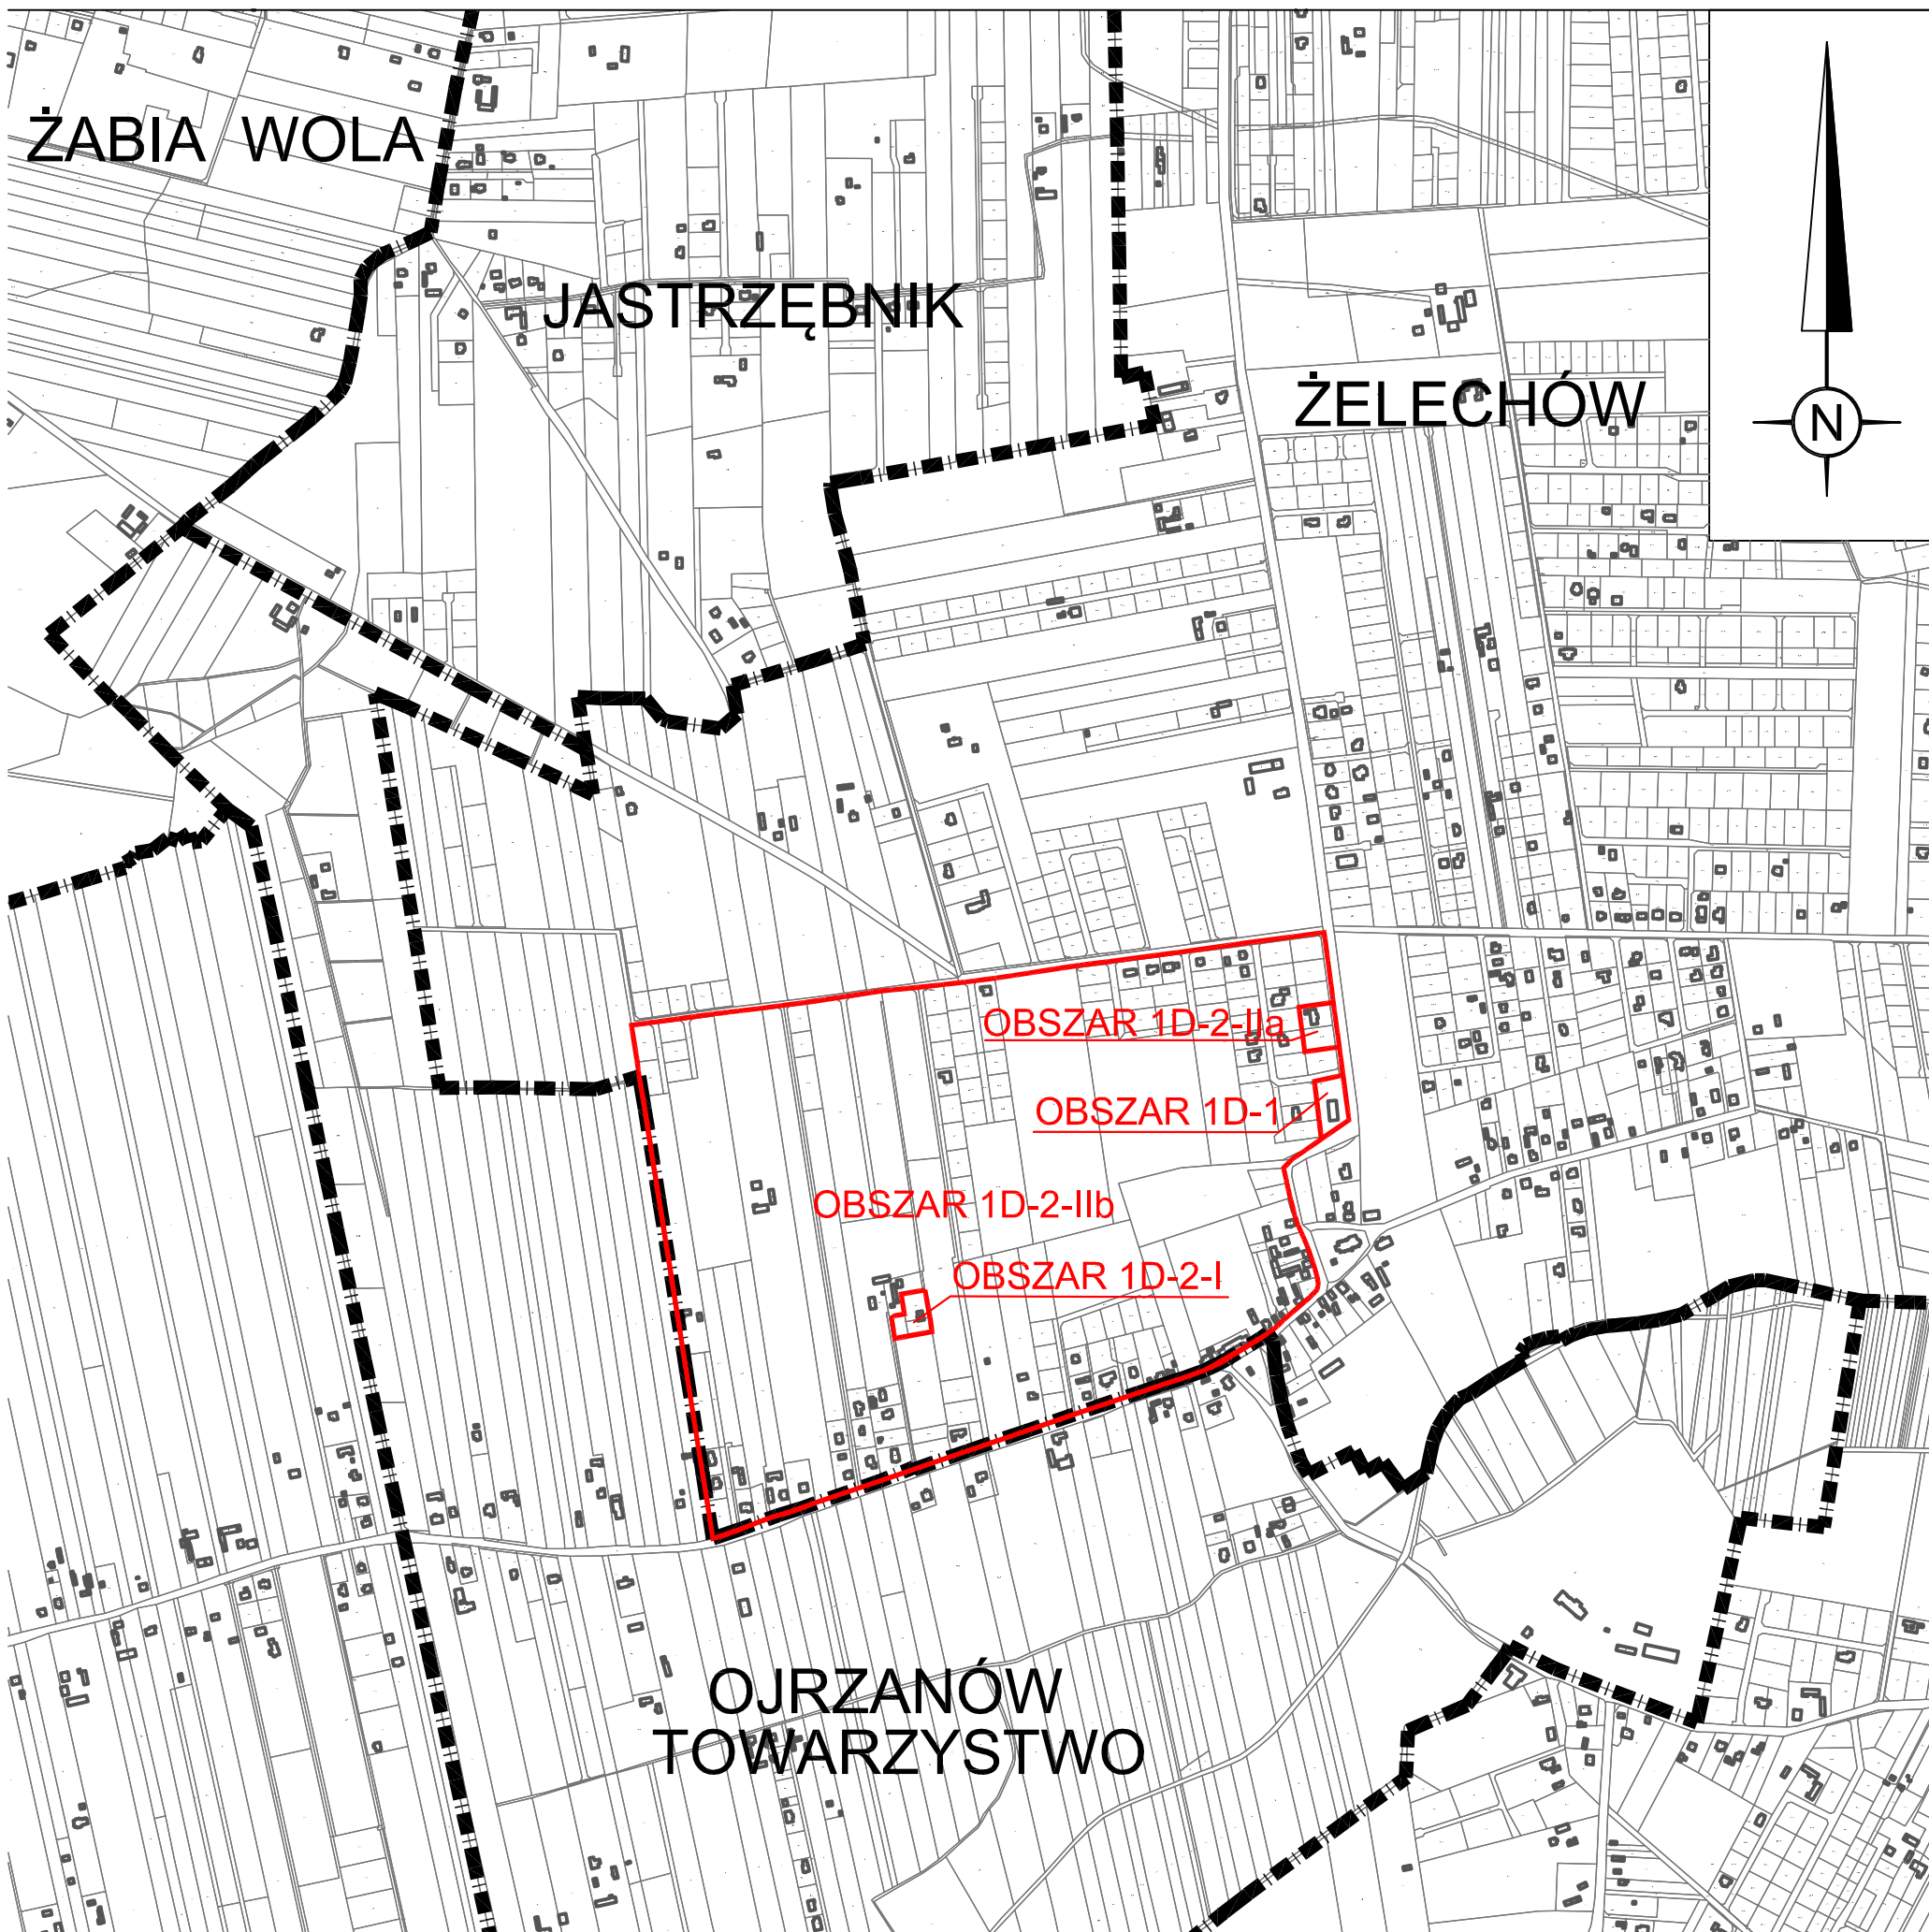 ŻABIA WOLA
JASTRZĘBNIK
ŻELECHÓW
N
OBSZAR 1D-2-IIa
OBSZAR 1D-1
OBSZAR 1D-2-IIb
OBSZAR 1D-2-I
OJRZANÓW
TOWARZYSTWO